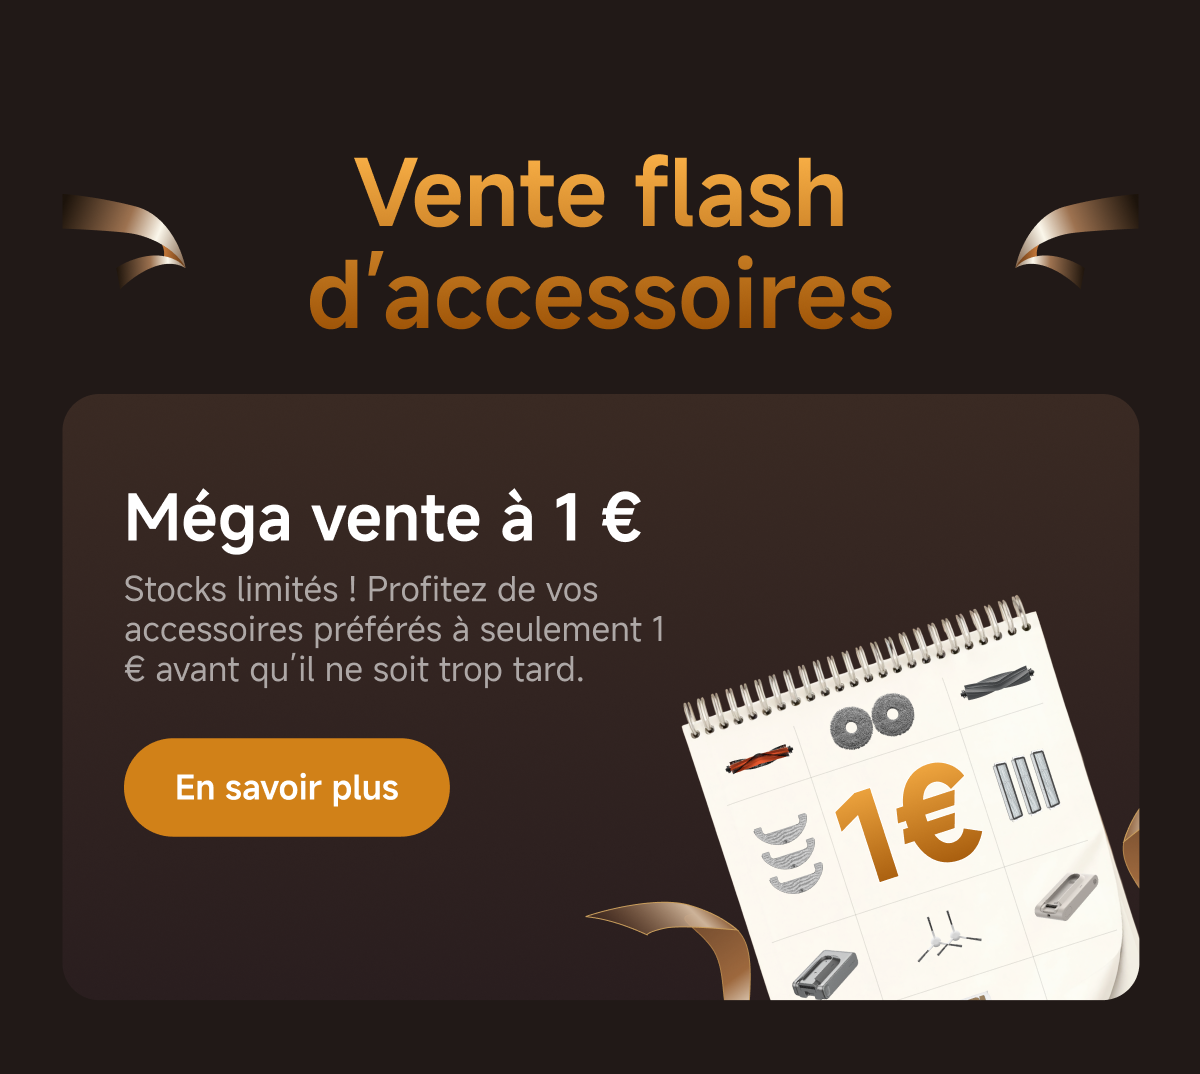 Vente flash
d’accessoires
Méga vente à 1 €
Stocks limités ! Profitez de vos
accessoires préférés à seulement 1
€ avant qu’il ne soit trop tard.
En savoir plus
1€